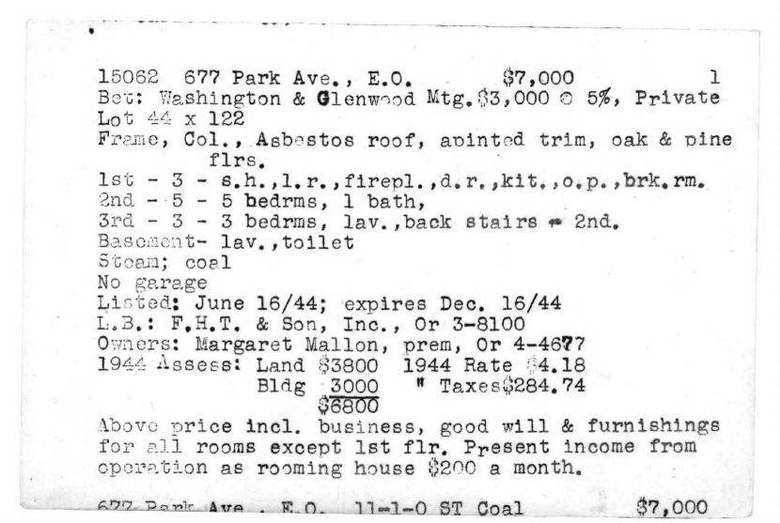 15062 677 Park Ave., E.O. $7,000 1
Bet: Washington & Glenwood Mtg.$3,000 @ 5%, Private
Lot 44 x 122
Frame, Col., Asbestos roof, apinted trim, oak & pine
flrs.
1st - 3 - s.h.,l.r.,firepl.,d.r.,kit.,o.p.,brk.rm.
2nd - 5 - 5 bedrms, 1 bath,
3rd - 3 - 3 bedrms, lav.,back stairs - 2nd.
Basement- lav.,toilet
Steam; coal
No garage
Listed: June 16/44; expires Dec. 16/44
L.B.: F.H.T. & Son, Inc., Or 3-8100
Owners: Margaret Mallon, prem, Or 4-4677
1944 Assess: Land $3800 1944 Rate $4.18
Bldg 3000 " Taxes$284.74
$6800
Above price incl. business, good will & furnishings
for all rooms except 1st flr. Present income from
operation as rooming house $200 a month.
677 Park Ave., E.O. 11-1-0 ST Coal $7,000